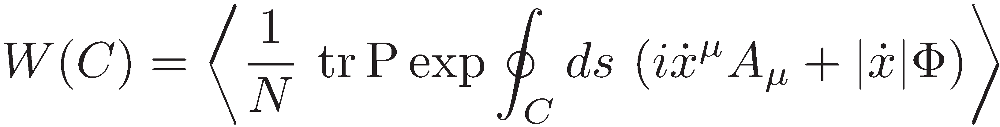 W(C) = ⟨ 1/N tr P exp ∮_C ds (iẋ^μ A_μ + |ẋ|Φ) ⟩